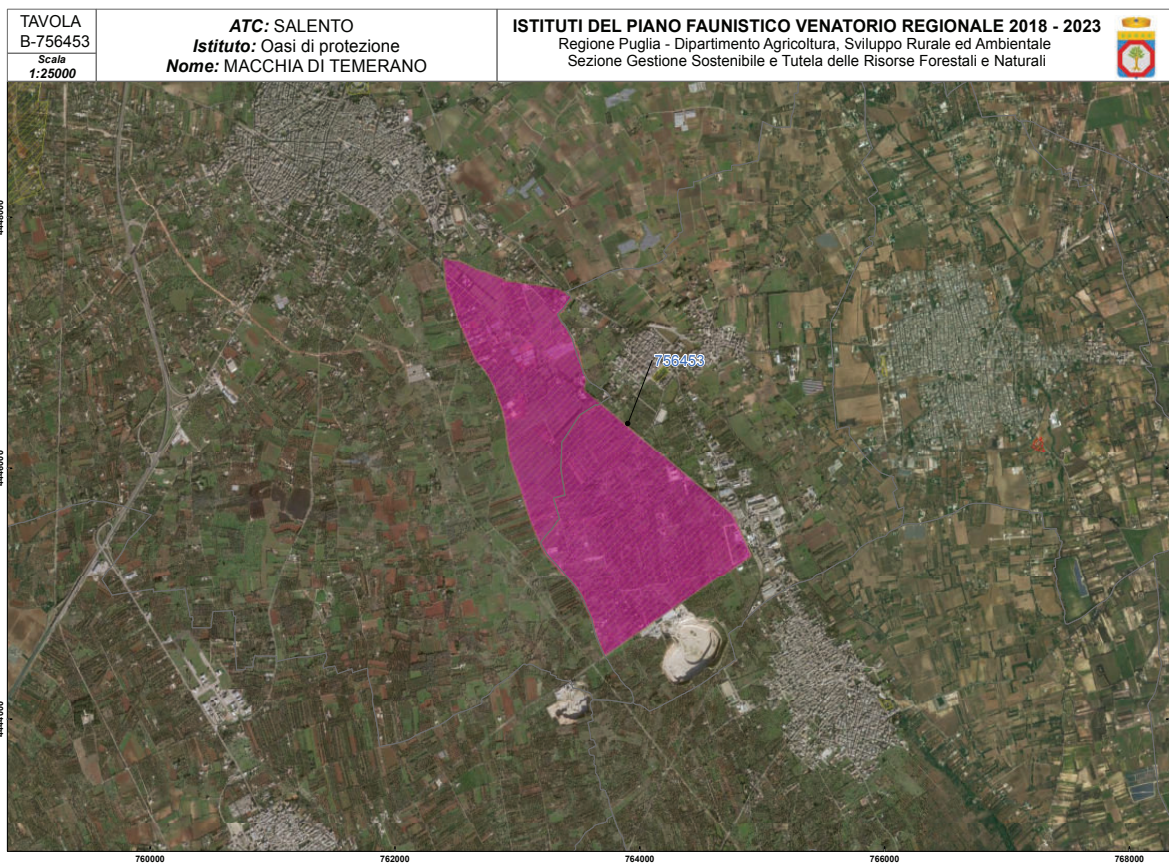 TAVOLA
B-756453
Scala
1:25000
ATC: SALENTO
Istituto: Oasi di protezione
Nome: MACCHIA DI TEMERANO
ISTITUTI DEL PIANO FAUNISTICO VENATORIO REGIONALE 2018 - 2023
Regione Puglia - Dipartimento Agricoltura, Sviluppo Rurale ed Ambientale
Sezione Gestione Sostenibile e Tutela delle Risorse Forestali e Naturali
756453
760000
762000
764000
766000
768000